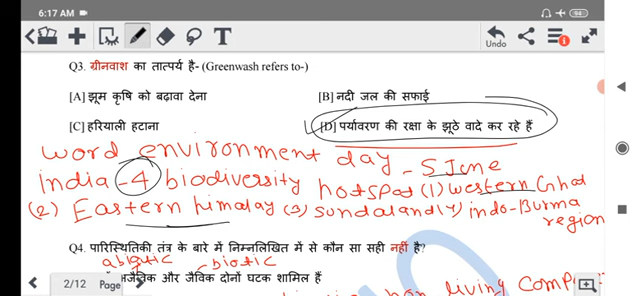 6:17 AM
94
T
Undo
Q3. ग्रीनवाश का तात्पर्य है- (Greenwash refers to-)
[A] झूम कृषि को बढ़ावा देना [B] नदी जल की सफाई
[C] हरियाली हटाना [D] पर्यावरण की रक्षा के झूठे वादे कर रहे हैं
word environment day - 5 June
india -4 biodiversity hotspot (1) western Ghat
(2) Eastern himalay (3) sundaland (4) indo-Burma
region
Q4. पारिस्थितिकी तंत्र के बारे में निम्नलिखित में से कौन सा सही नहीं है?
abiotic biotic
और जैविक दोनों घटक शामिल हैं
2/12 Page
non living